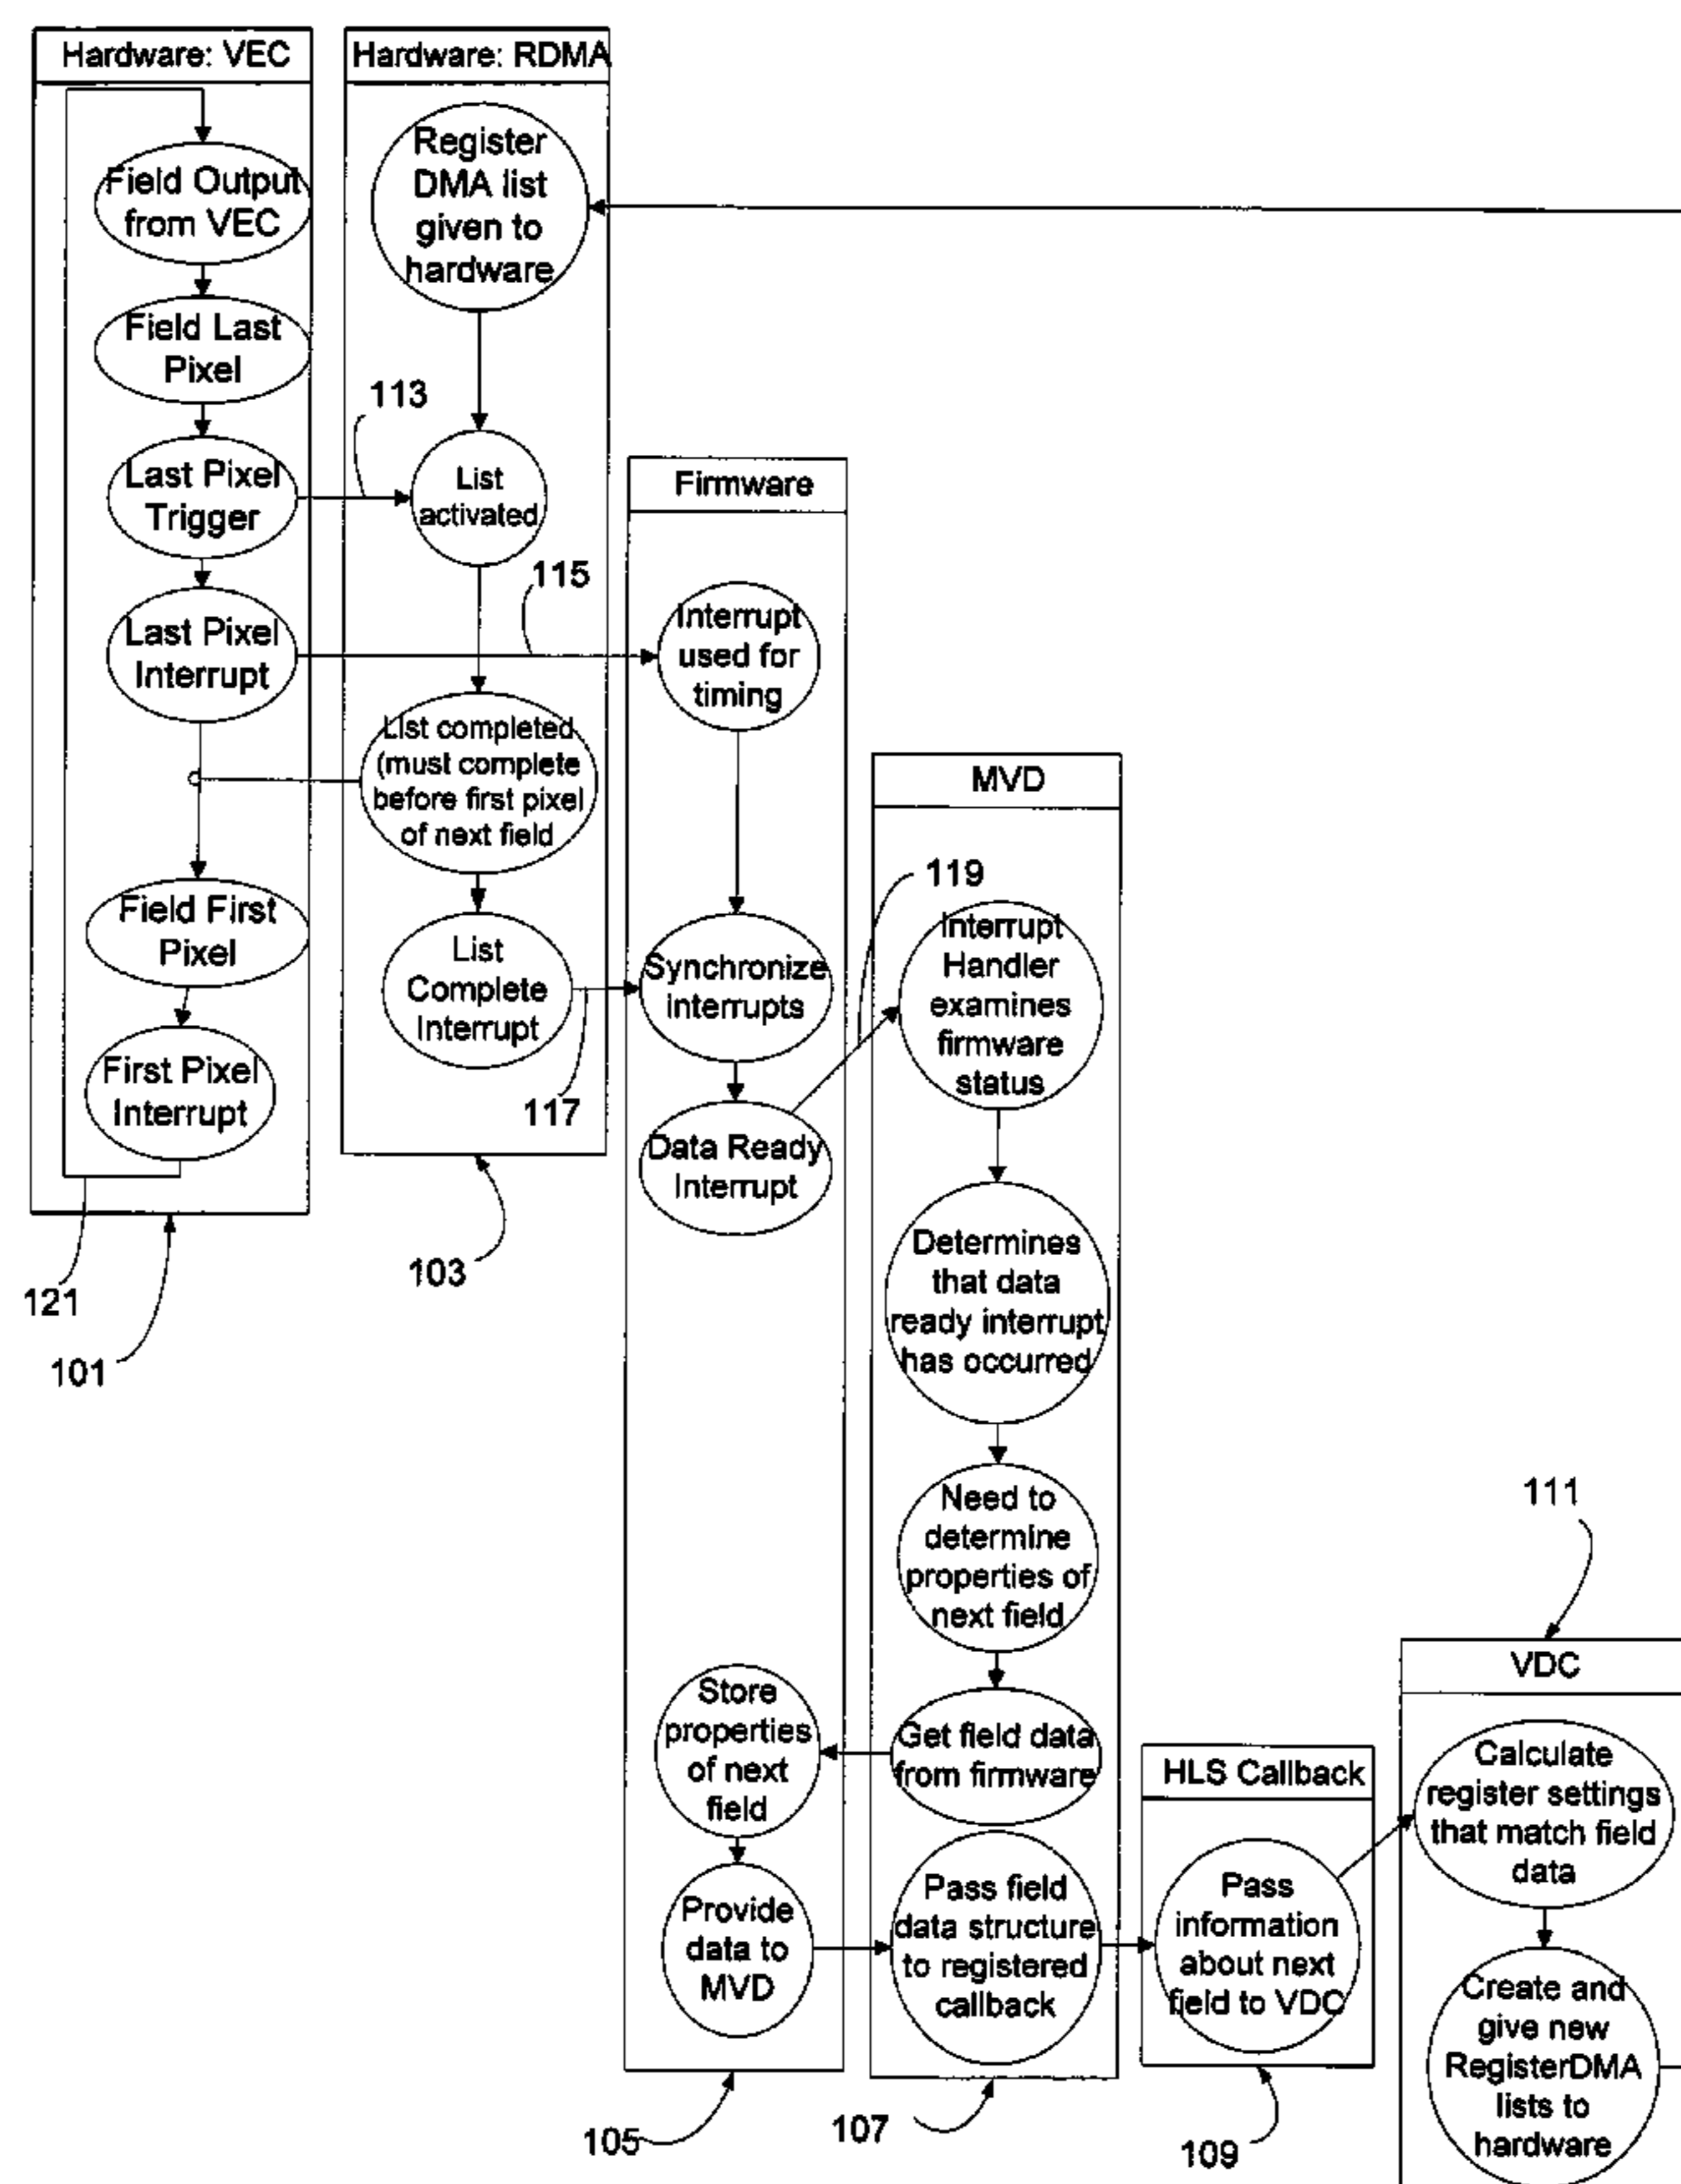 Hardware: VEC
Field Output
from VEC
Field Last
Pixel
Last Pixel
Trigger
Last Pixel
Interrupt
Field First
Pixel
First Pixel
Interrupt
121
101
Hardware: RDMA
Register
DMA list
given to
hardware
113
List
activated
115
List completed
(must complete
before first pixel
of next field
List
Complete
Interrupt
117
103
Firmware
Interrupt
used for
timing
Synchronize
interrupts
Data Ready
Interrupt
Store
properties
of next
field
Provide
data to
MVD
105
MVD
119
Interrupt
Handler
examines
firmware
status
Determines
that data
ready interrupt
has occurred
Need to
determine
properties of
next field
Get field data
from firmware
Pass field
data structure
to registered
callback
107
HLS Callback
Pass
information
about next
field to VDC
109
111
VDC
Calculate
register settings
that match field
data
Create and
give new
RegisterDMA
lists to
hardware